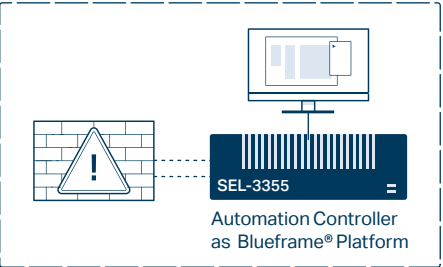 !
SEL-3355
Automation Controller
as Blueframe® Platform